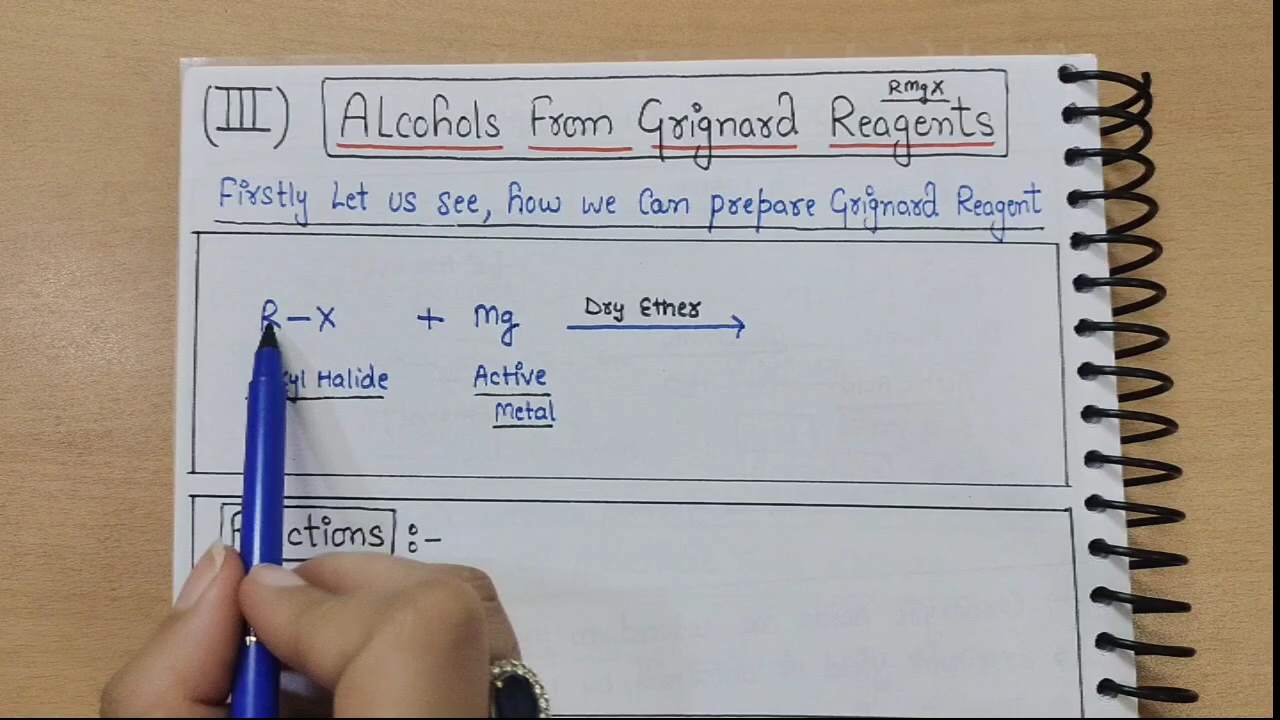 (III) Alcohols From Grignard Reagents
RMgX
Firstly Let us see, how we Can prepare Grignard Reagent
R–X + Mg Dry Ether →
Halide Active
Metal
:-